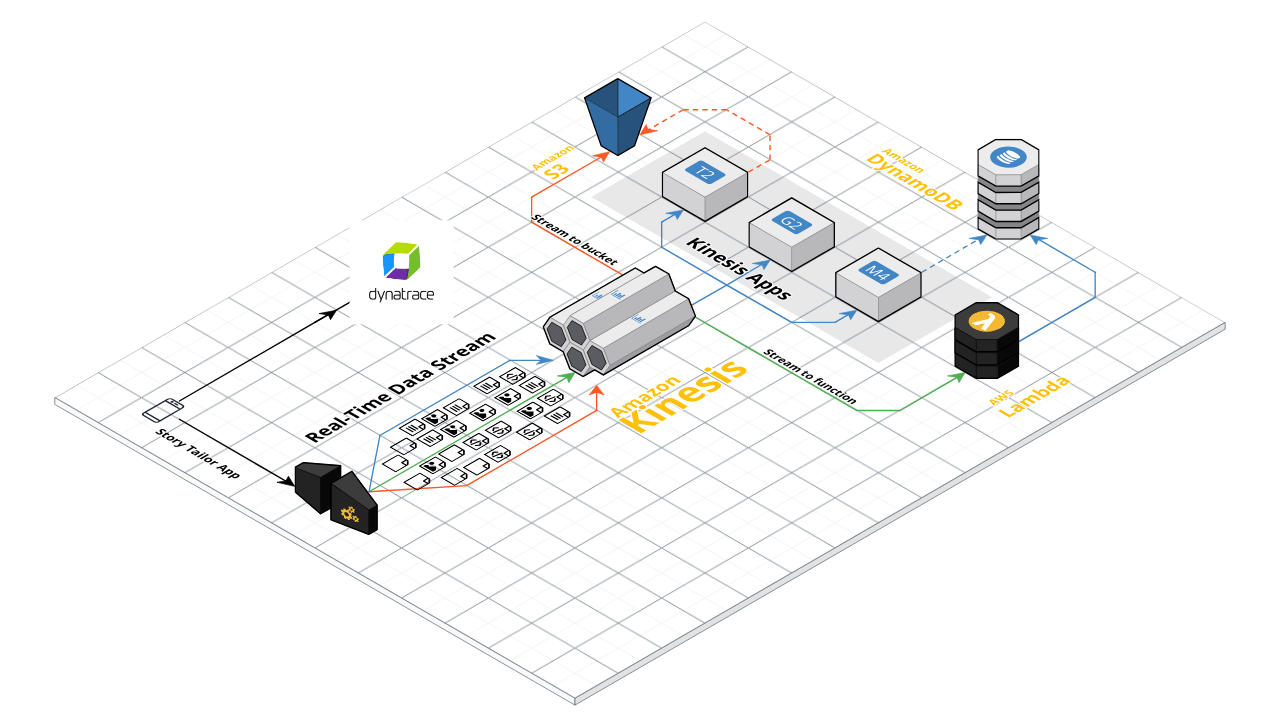 Amazon
S3
T2
G2
M4
Amazon
DynamoDB
Stream to bucket
Kinesis Apps
dynatrace
Real-Time Data Stream
Amazon
Kinesis
Stream to function
AWS
Lambda
Story Tailor App